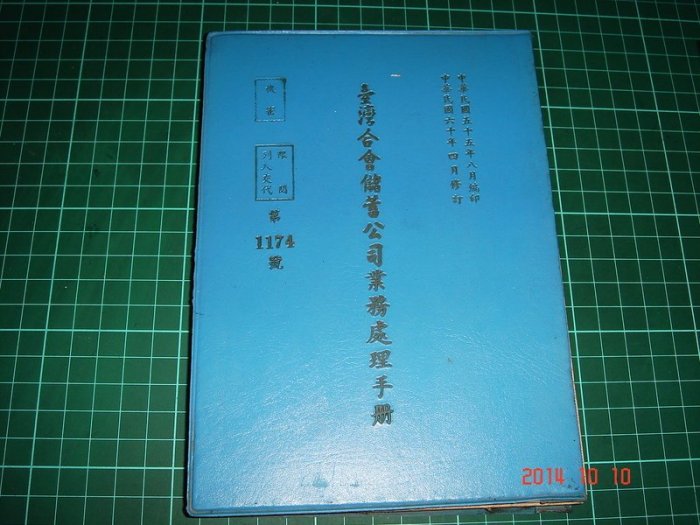 中華民國五十五年八月編印
中華民國六十年四月修訂
臺灣合會儲蓄公司業務處理手冊
機密
限閱
列入交代
第
1174
號
2014 10 10